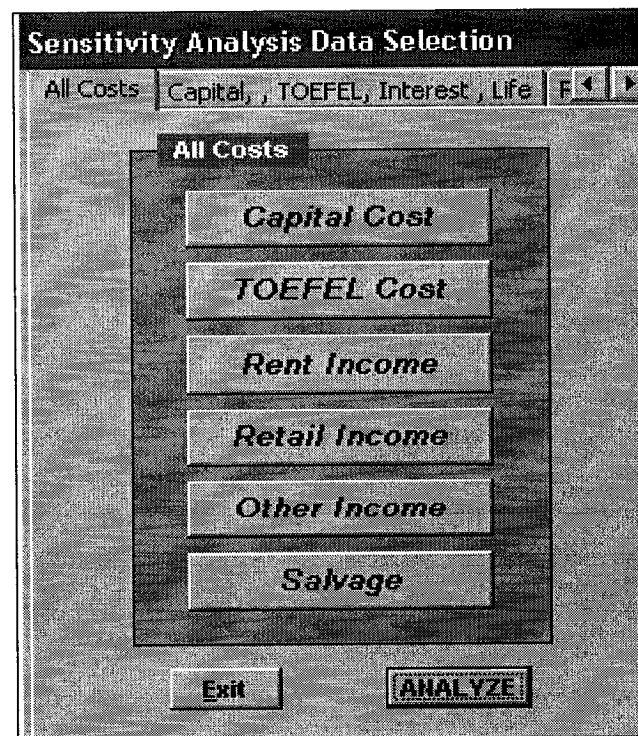 Sensitivity Analysis Data Selection
All Costs Capital, , TOEFEL, Interest , Life F
All Costs
Capital Cost
TOEFEL Cost
Rent Income
Retail Income
Other Income
Salvage
Exit ANALYZE